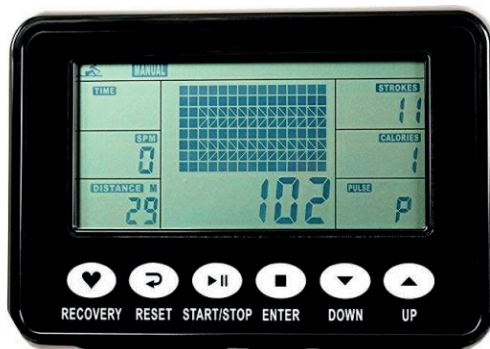 MANUAL
TIME
STROKES
11
SPM
0
CALORIES
1
DISTANCE M
29
102
PULSE
P
RECOVERY RESET START/STOP ENTER DOWN UP